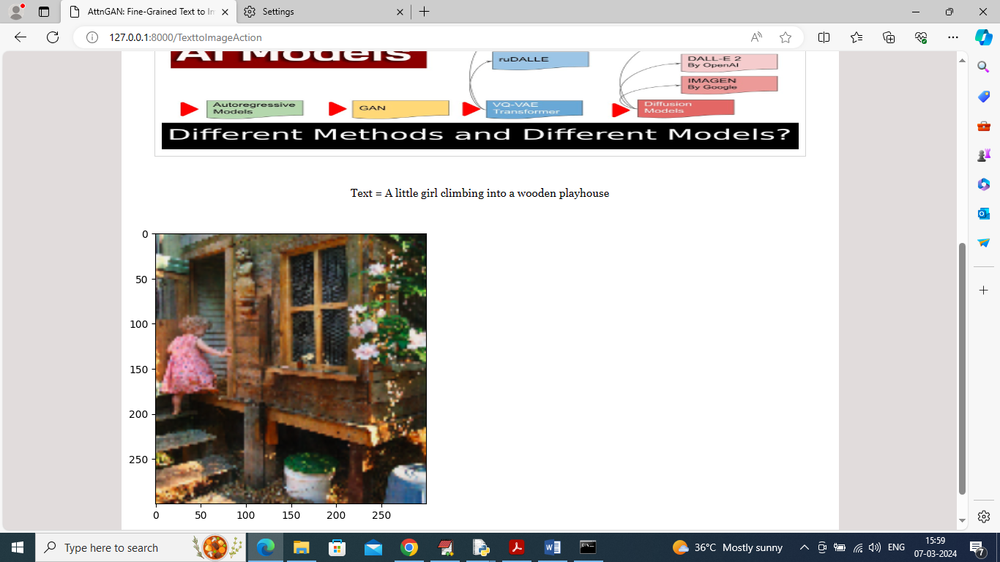 AttnGAN: Fine-Grained Text to In
Settings
127.0.0.1:8000/TexttoImageAction
AI Models
ruDALLE
DALL-E 2
By OpenAI
IMAGEN
By Google
Autoregressive
Models
GAN
VQ-VAE
Transformer
Diffusion
Models
Different Methods and Different Models?
Text = A little girl climbing into a wooden playhouse
0
50
100
150
200
250
0 50 100 150 200 250
Type here to search
36°C Mostly sunny
ENG
15:59
07-03-2024
7